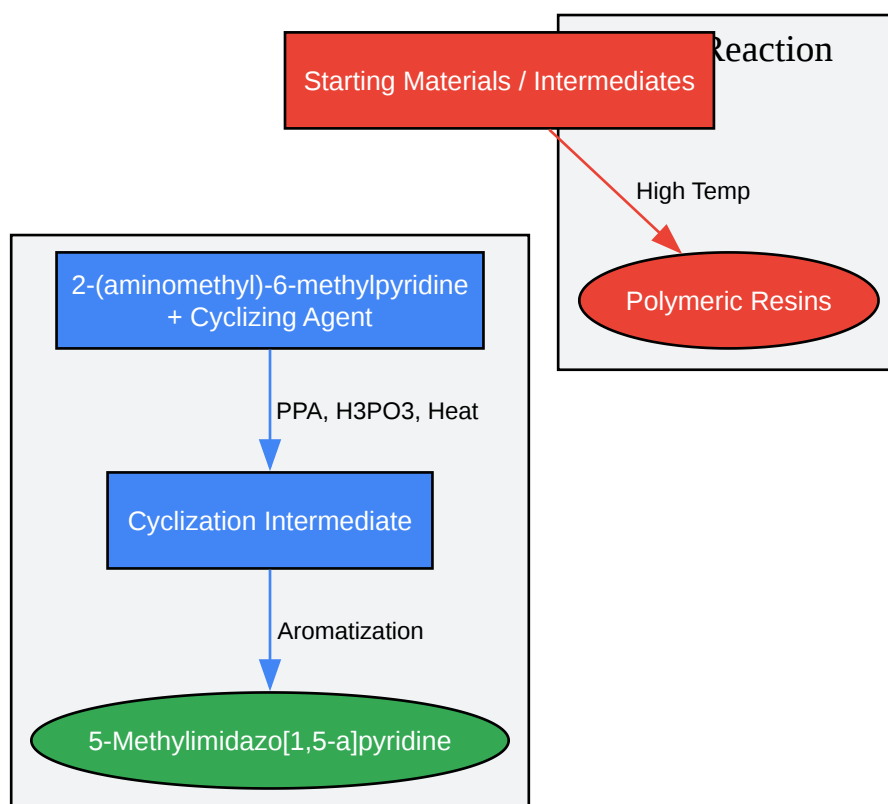 Reaction
Starting Materials / Intermediates
High Temp
Polymeric Resins
2-(aminomethyl)-6-methylpyridine
+ Cyclizing Agent
PPA, H3PO3, Heat
Cyclization Intermediate
Aromatization
5-Methylimidazo[1,5-a]pyridine